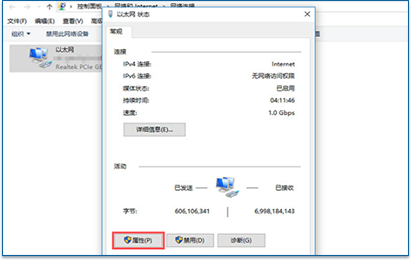 控制面板 > 网络和 Internet > 网络连接
文件(F) 编辑(E) 查看(V)
组织 禁用此网络设备
以太网
Realtek PCIe GB
以太网 状态
常规
连接
IPv4 连接: Internet
IPv6 连接: 无网络访问权限
媒体状态: 已启用
持续时间: 04:11:46
速度: 1.0 Gbps
详细信息(E)...
活动
已发送 已接收
字节: 606,106,341 6,998,184,143
属性(P) 禁用(D) 诊断(G)